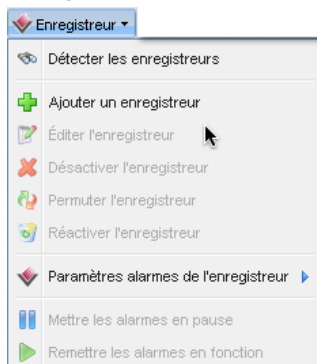 Enregistreur
Détecter les enregistreurs
Ajouter un enregistreur
Éditer l'enregistreur
Désactiver l'enregistreur
Permuter l'enregistreur
Réactiver l'enregistreur
Paramètres alarmes de l'enregistreur
Mettre les alarmes en pause
Remettre les alarmes en fonction